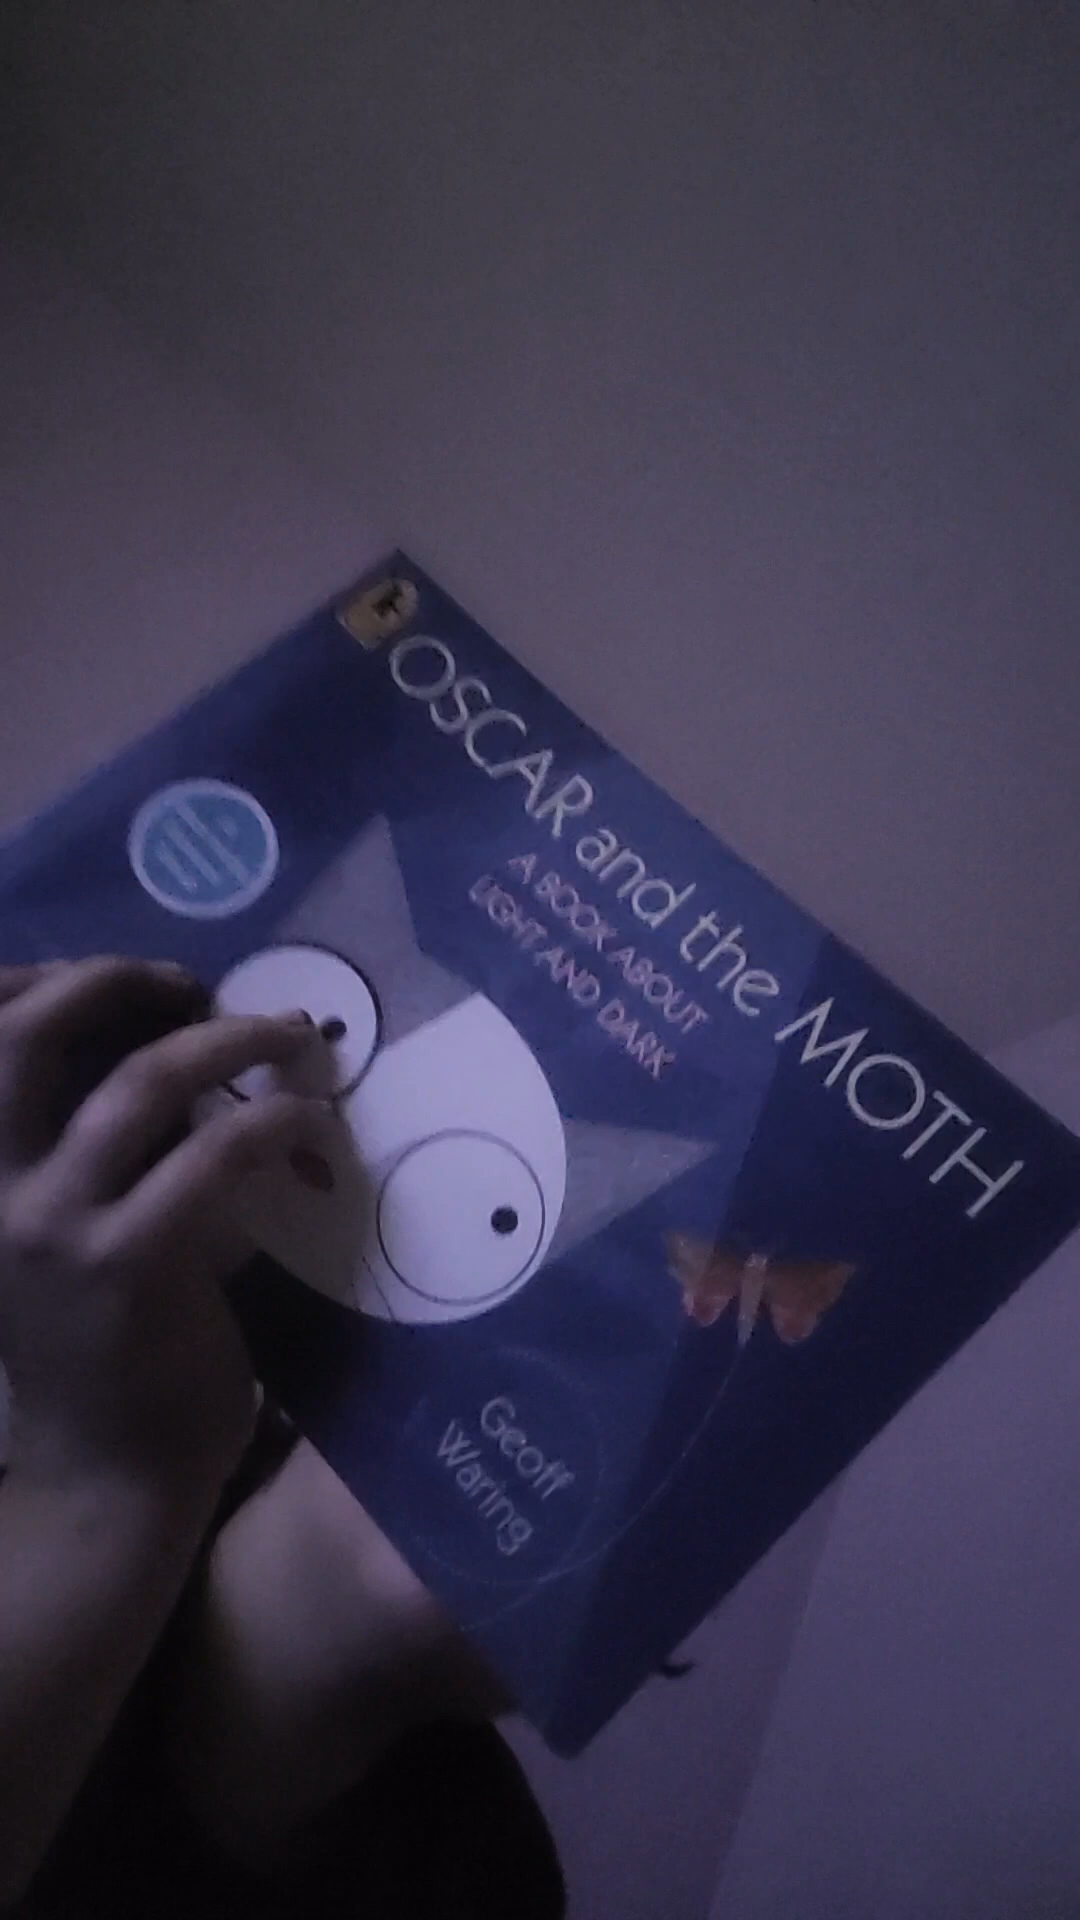 OSCAR and the MOTH
A BOOK ABOUT
LIGHT AND DARK
Geoff
Waring